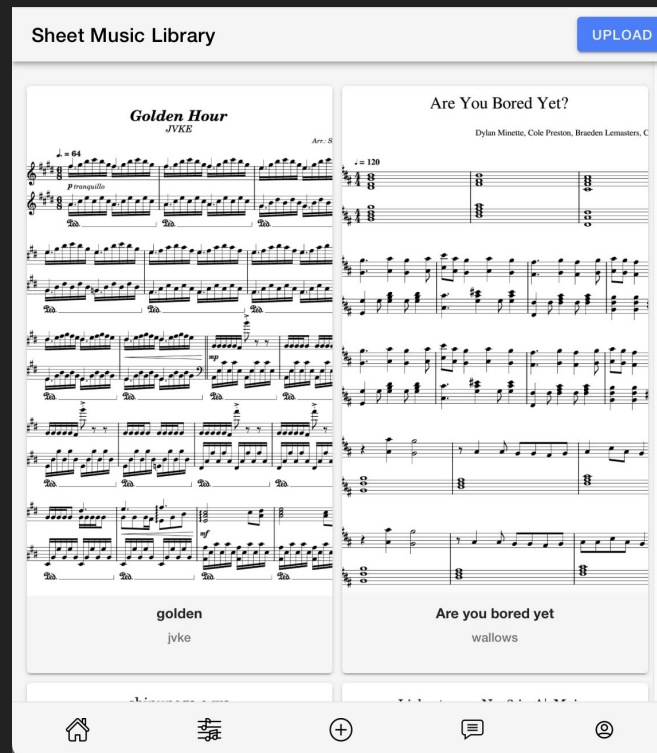 Sheet Music Library
UPLOAD
Golden Hour
JVKE
Arr.: S
♩. = 64
p tranquillo
mp
mf
golden
jvke
Are You Bored Yet?
Dylan Minette, Cole Preston, Braeden Lemasters, C
♩ = 120
Are you bored yet
wallows